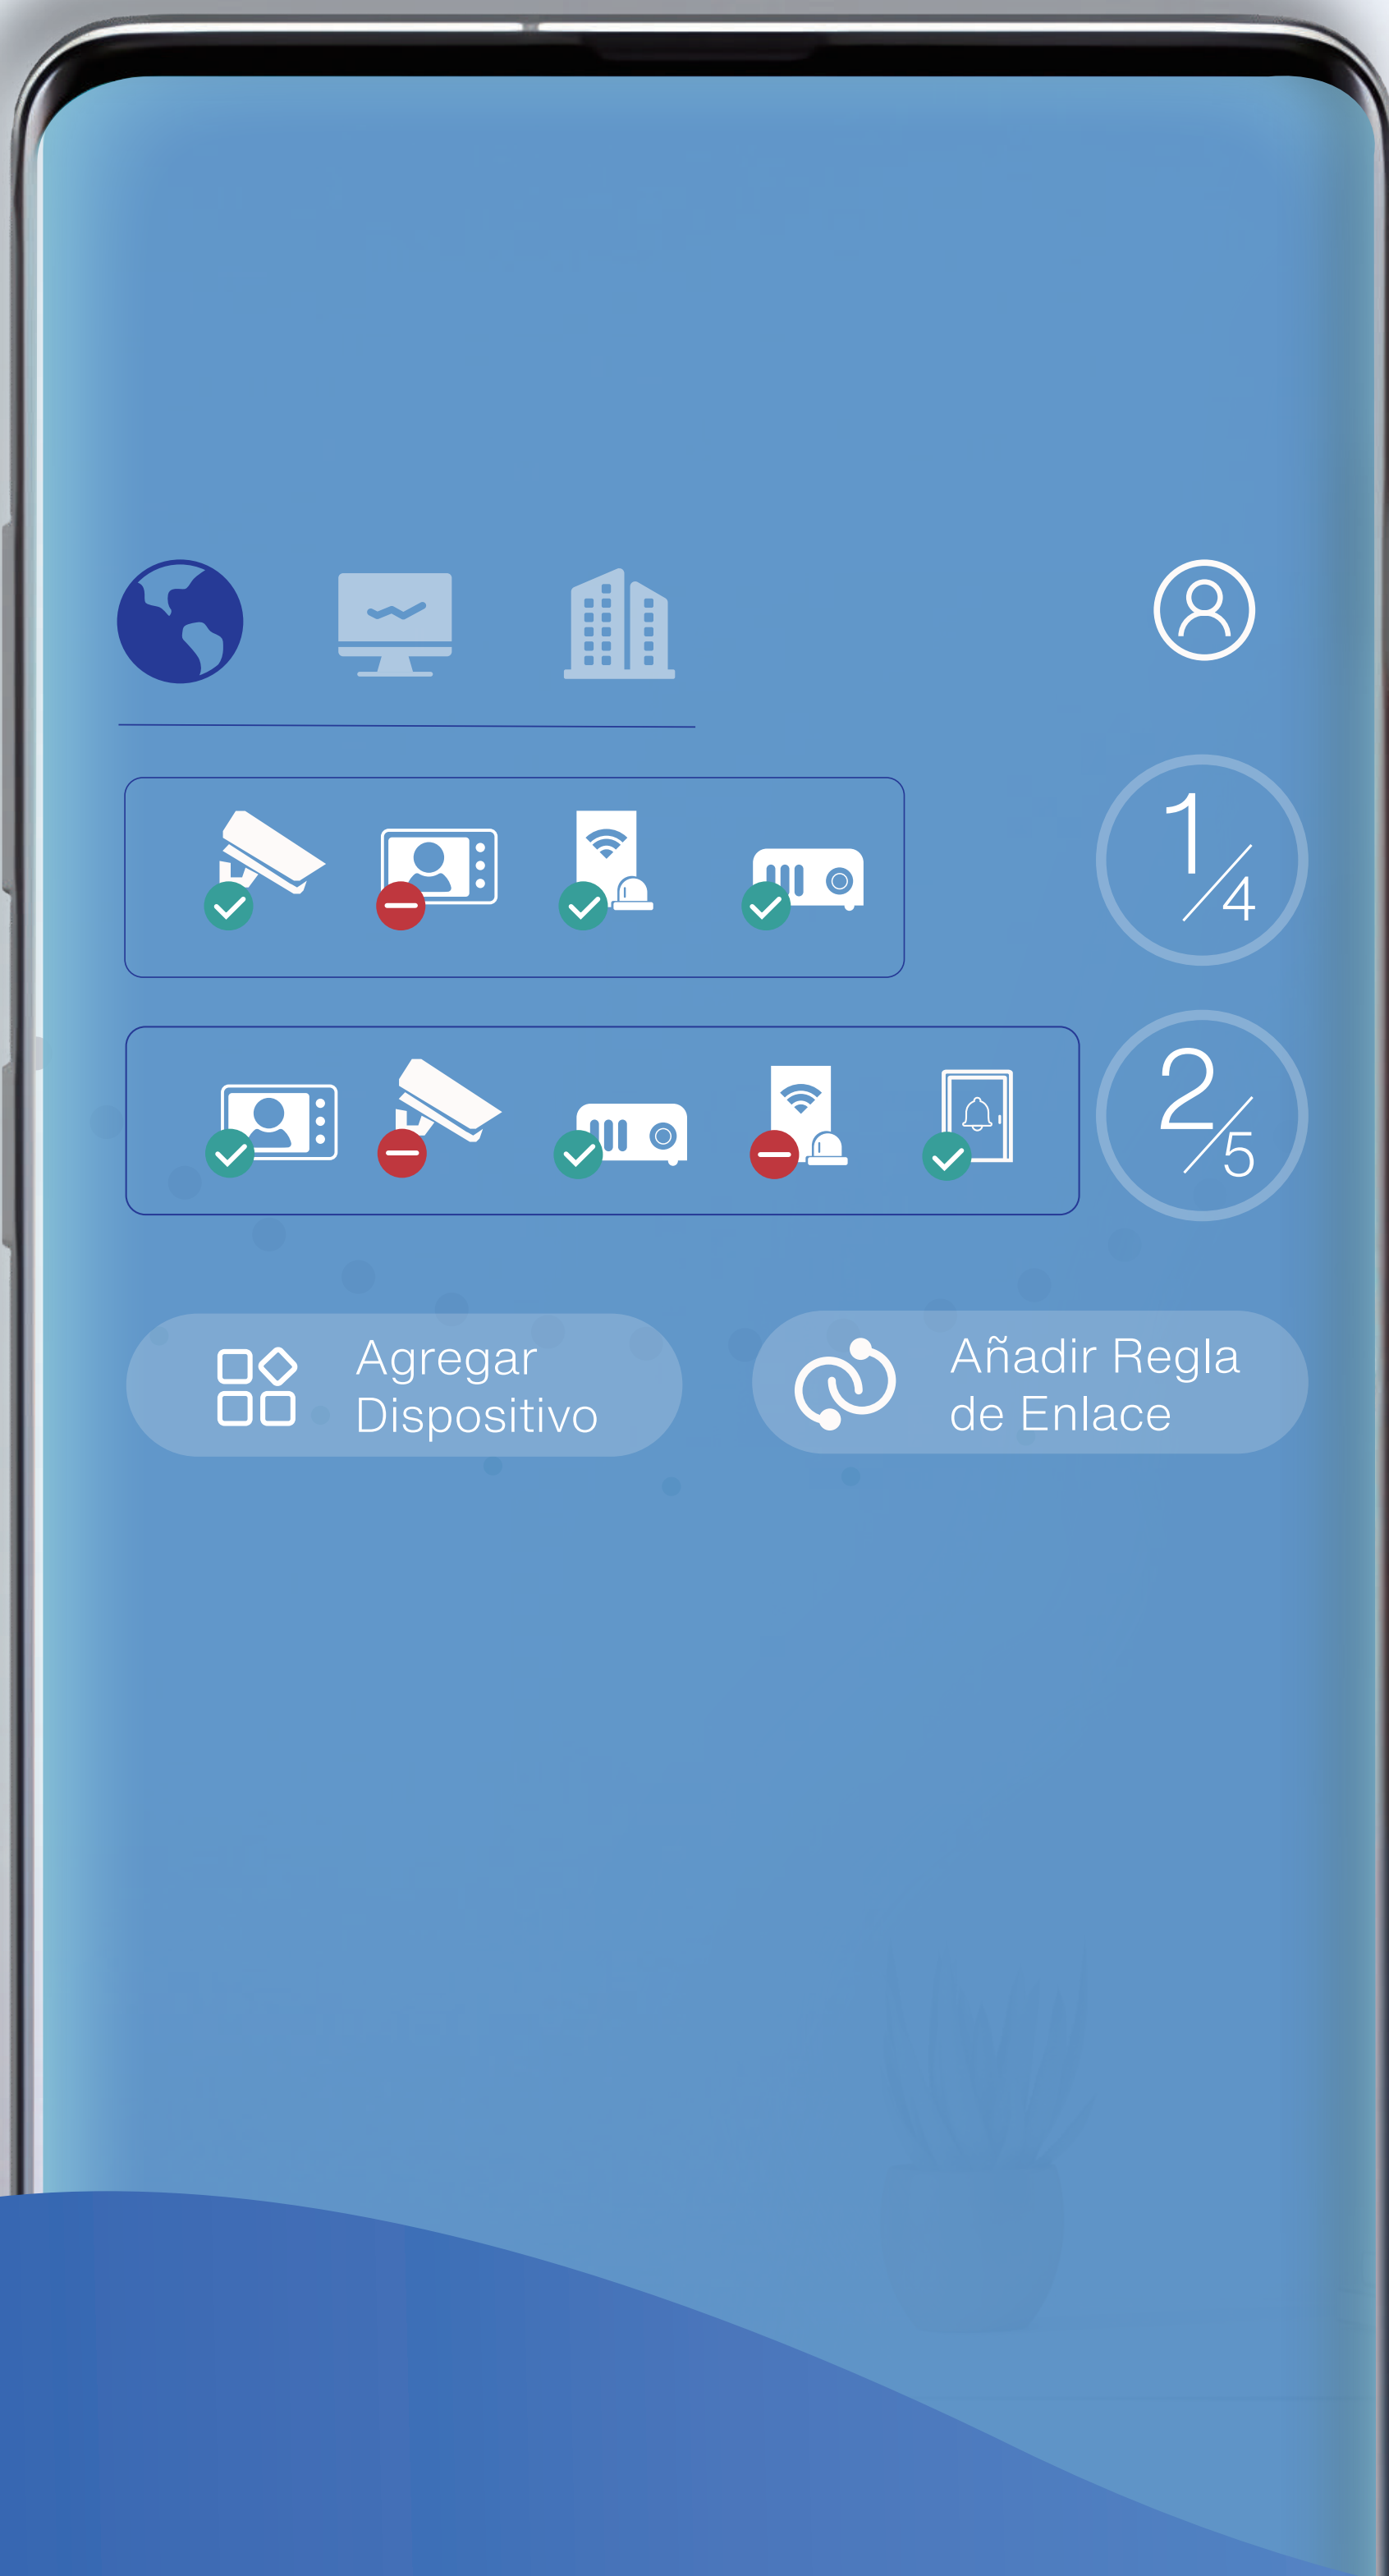 1/4
2/5
Agregar
Dispositivo
Añadir Regla
de Enlace